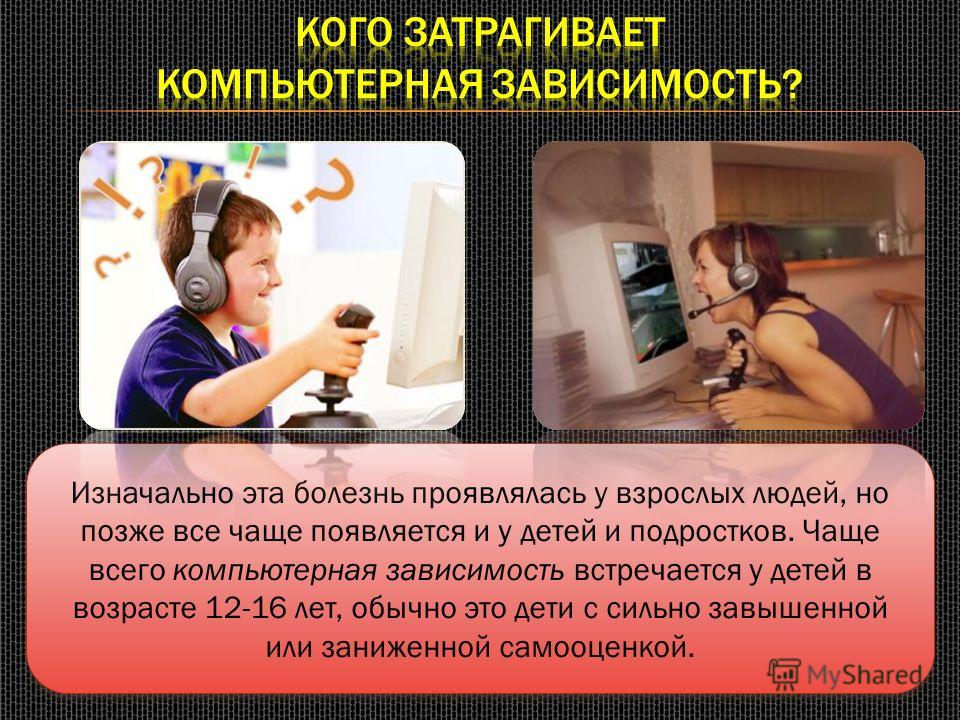 КОГО ЗАТРАГИВАЕТ
КОМПЬЮТЕРНАЯ ЗАВИСИМОСТЬ?
! ? ! ?
? ?
Изначально эта болезнь проявлялась у взрослых людей, но
позже все чаще появляется и у детей и подростков. Чаще
всего компьютерная зависимость встречается у детей в
возрасте 12-16 лет, обычно это дети с сильно завышенной
или заниженной самооценкой.
MyShared